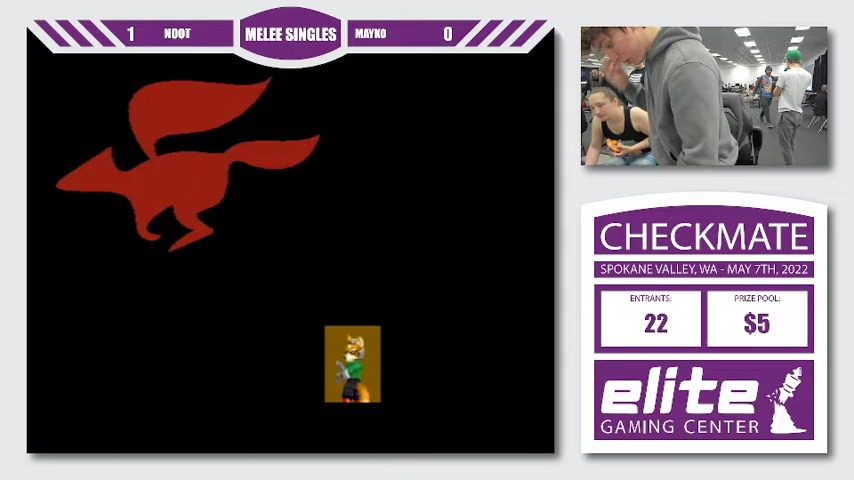 1 NOOT MELEE SINGLES MAYKO 0
CHECKMATE
SPOKANE VALLEY, WA - MAY 7TH, 2022
ENTRANTS: PRIZE POOL:
22 $5
elite
GAMING CENTER